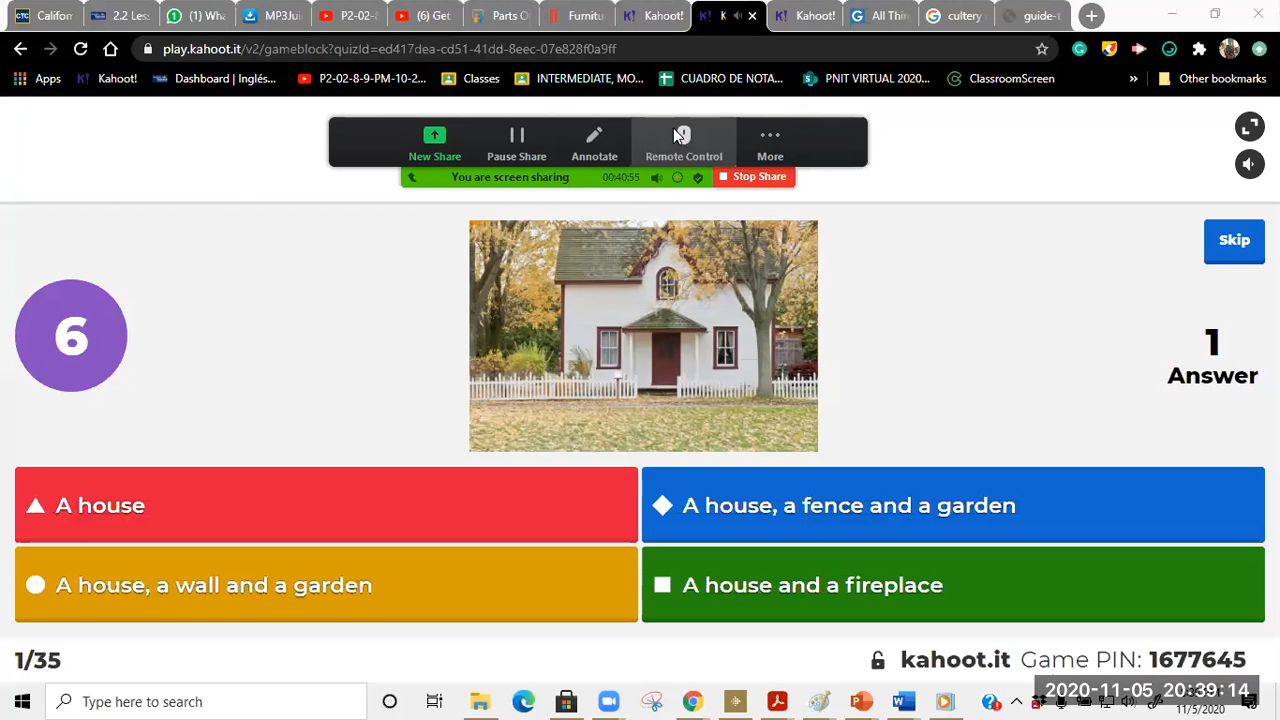 Californ
2.2 Less
(1) Wha
MP3Juic
P2-02-8
(6) Get
Parts O
Furnitu
Kahoot!
K
Kahoot!
All Thin
cultery
guide-t
play.kahoot.it/v2/gameblock?quizId=ed417dea-cd51-41dd-8eec-07e828f0a9ff
Apps
Kahoot!
Dashboard | Inglés...
P2-02-8-9-PM-10-2...
Classes
INTERMEDIATE, MO...
CUADRO DE NOTA...
PNIT VIRTUAL 2020...
ClassroomScreen
»
Other bookmarks
New Share
Pause Share
Annotate
Remote Control
More
You are screen sharing
00:40:55
Stop Share
Skip
6
1
Answer
A house
A house, a fence and a garden
A house, a wall and a garden
A house and a fireplace
1/35
kahoot.it Game PIN: 1677645
Type here to search
2020-11-05 20:39:14
11/5/2020